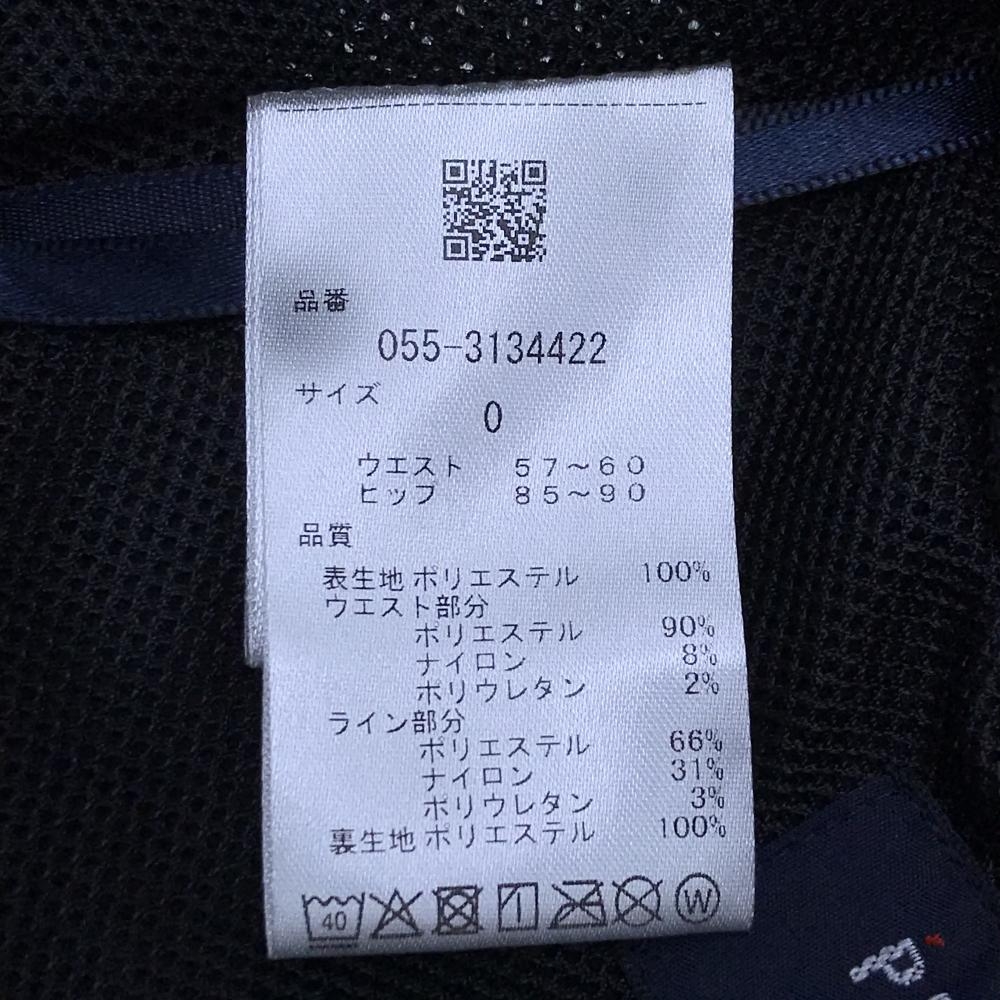 品番
055-3134422
サイズ
0
ウエスト 57～60
ヒップ 85～90
品質
表生地 ポリエステル 100%
ウエスト部分
ポリエステル 90%
ナイロン 8%
ポリウレタン 2%
ライン部分
ポリエステル 66%
ナイロン 31%
ポリウレタン 3%
裏生地 ポリエステル 100%
40 W
P